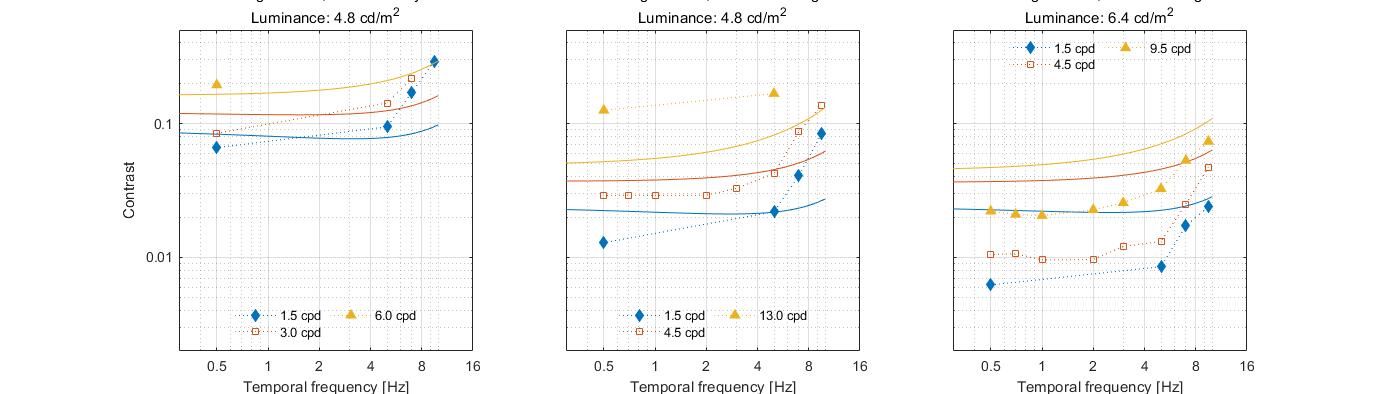 Luminance: 4.8 cd/m2
Contrast
0.1
0.01
1.5 cpd
6.0 cpd
3.0 cpd
0.5
1
2
4
8
16
Temporal frequency [Hz]
Luminance: 4.8 cd/m2
1.5 cpd
13.0 cpd
4.5 cpd
0.5
1
2
4
8
16
Temporal frequency [Hz]
Luminance: 6.4 cd/m2
1.5 cpd
9.5 cpd
4.5 cpd
0.5
1
2
4
8
16
Temporal frequency [Hz]